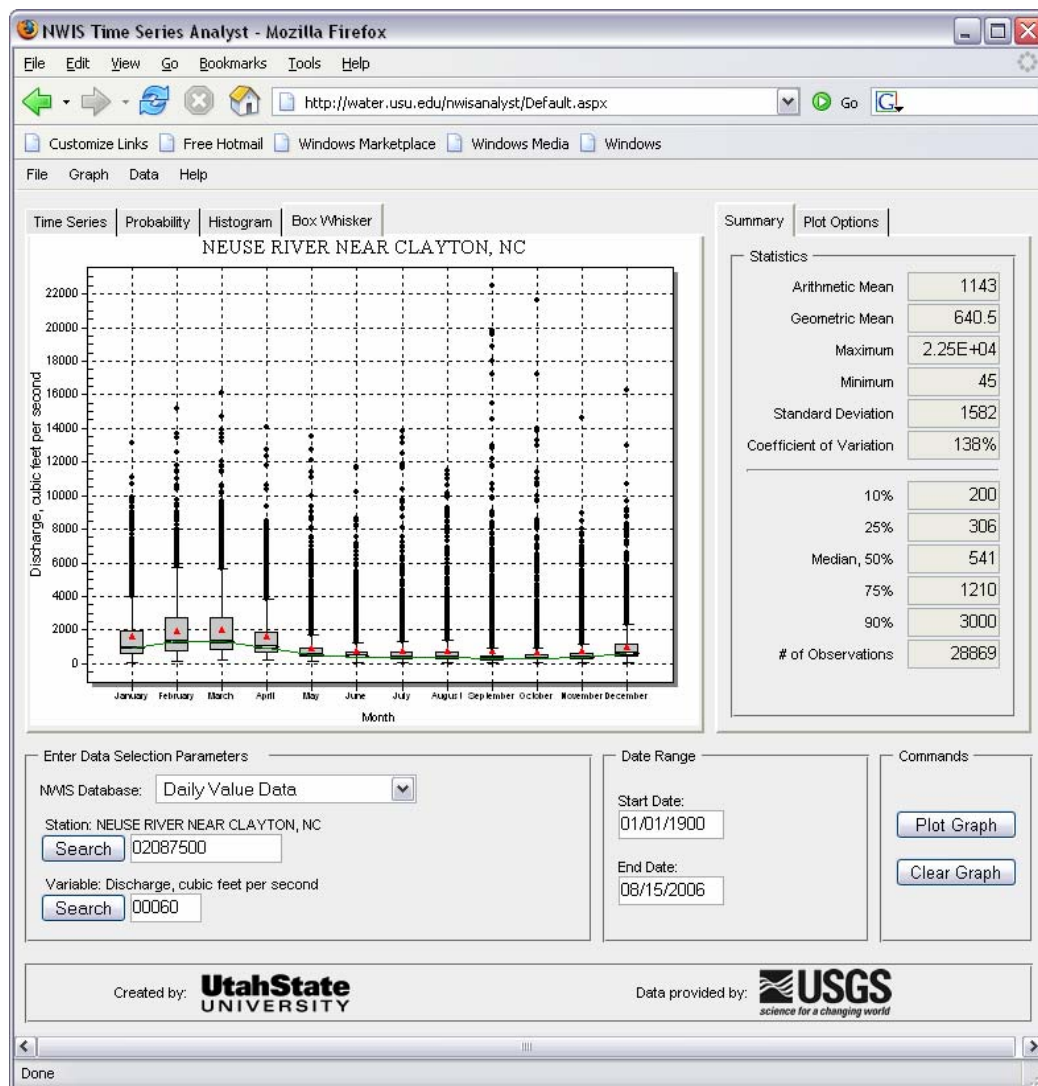 NWIS Time Series Analyst - Mozilla Firefox
File Edit View Go Bookmarks Tools Help
http://water.usu.edu/nwisanalyst/Default.aspx Go G
Customize Links Free Hotmail Windows Marketplace Windows Media Windows
File Graph Data Help
Time Series Probability Histogram Box Whisker
NEUSE RIVER NEAR CLAYTON, NC
Discharge, cubic feet per second
22000
20000
18000
16000
14000
12000
10000
8000
6000
4000
2000
0
January February March April May June July August September October November December
Month
Summary Plot Options
Statistics
Arithmetic Mean 1143
Geometric Mean 640.5
Maximum 2.25E+04
Minimum 45
Standard Deviation 1582
Coefficient of Variation 138%
10% 200
25% 306
Median, 50% 541
75% 1210
90% 3000
# of Observations 28869
Enter Data Selection Parameters
NWIS Database: Daily Value Data
Station: NEUSE RIVER NEAR CLAYTON, NC
Search 02087500
Variable: Discharge, cubic feet per second
Search 00060
Date Range
Start Date:
01/01/1900
End Date:
08/15/2006
Commands
Plot Graph
Clear Graph
Created by: UtahState
UNIVERSITY
Data provided by: USGS
science for a changing world
Done